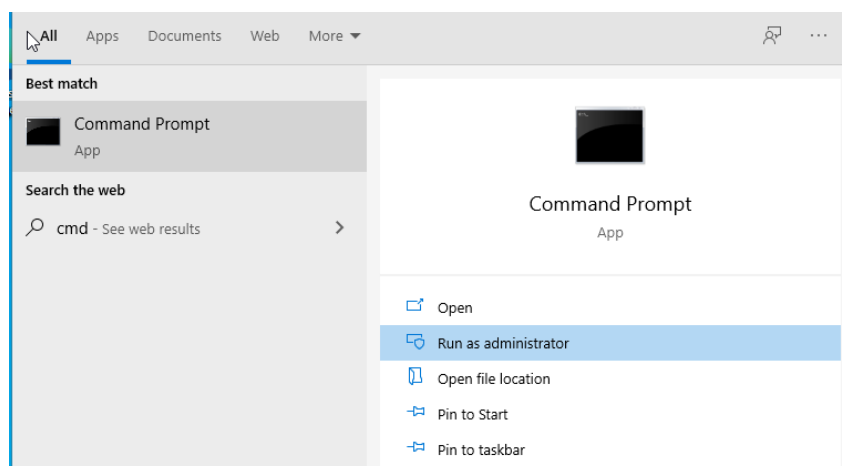 All Apps Documents Web More
Best match
Command Prompt
App
Search the web
cmd - See web results
Command Prompt
App
Open
Run as administrator
Open file location
Pin to Start
Pin to taskbar